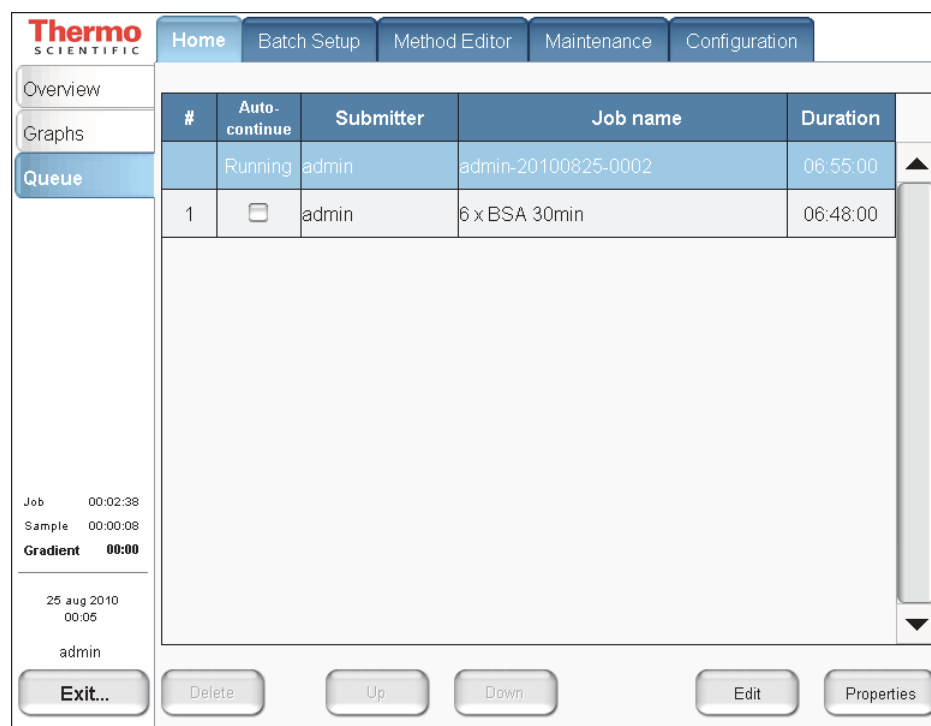 Thermo
SCIENTIFIC
Home Batch Setup Method Editor Maintenance Configuration
Overview
Graphs
Queue
# Auto-continue Submitter Job name Duration
Running admin admin-20100825-0002 06:55:00
1 admin 6 x BSA 30min 06:48:00
Job 00:02:38
Sample 00:00:08
Gradient 00:00
25 aug 2010
00:05
admin
Exit... Delete Up Down Edit Properties